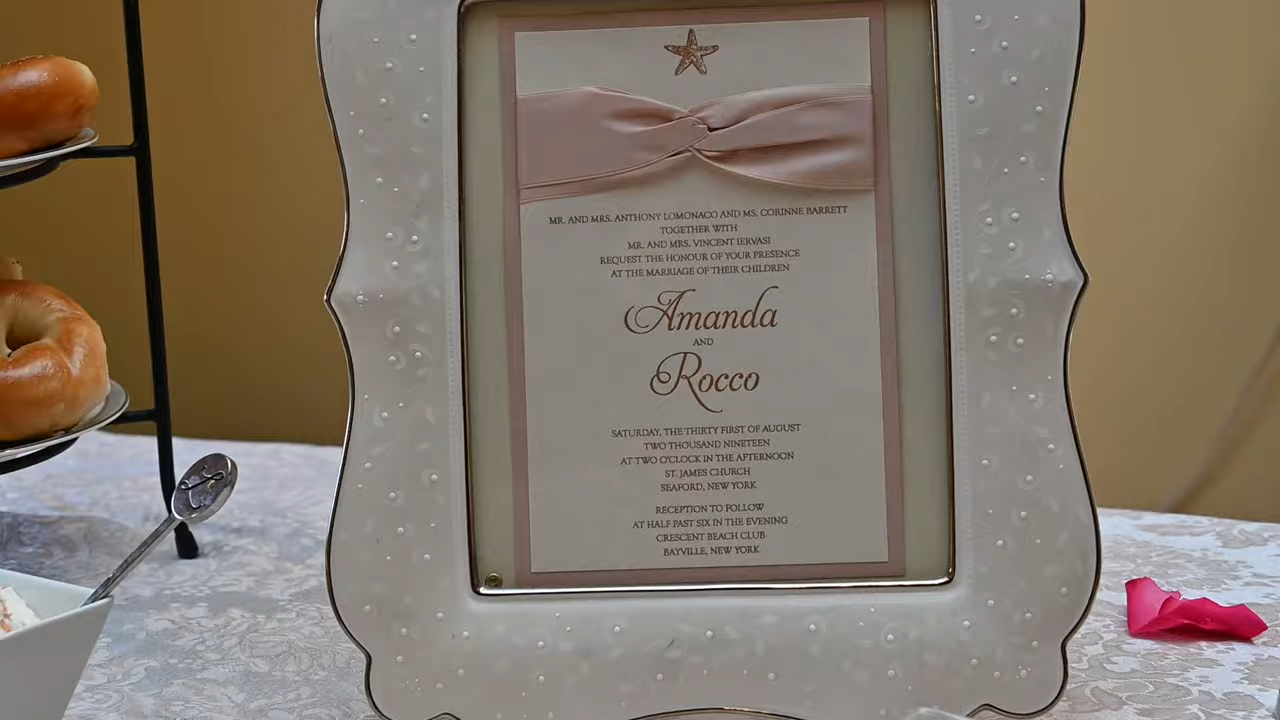 MR. AND MRS. ANTHONY LOMONACO AND MS. CORINNE BARRETT
TOGETHER WITH
MR. AND MRS. VINCENT IERVASI
REQUEST THE HONOUR OF YOUR PRESENCE
AT THE MARRIAGE OF THEIR CHILDREN
Amanda
AND
Rocco
SATURDAY, THE THIRTY FIRST OF AUGUST
TWO THOUSAND NINETEEN
AT TWO O'CLOCK IN THE AFTERNOON
ST. JAMES CHURCH
SEAFORD, NEW YORK
RECEPTION TO FOLLOW
AT HALF PAST SIX IN THE EVENING
CRESCENT BEACH CLUB
BAYVILLE, NEW YORK